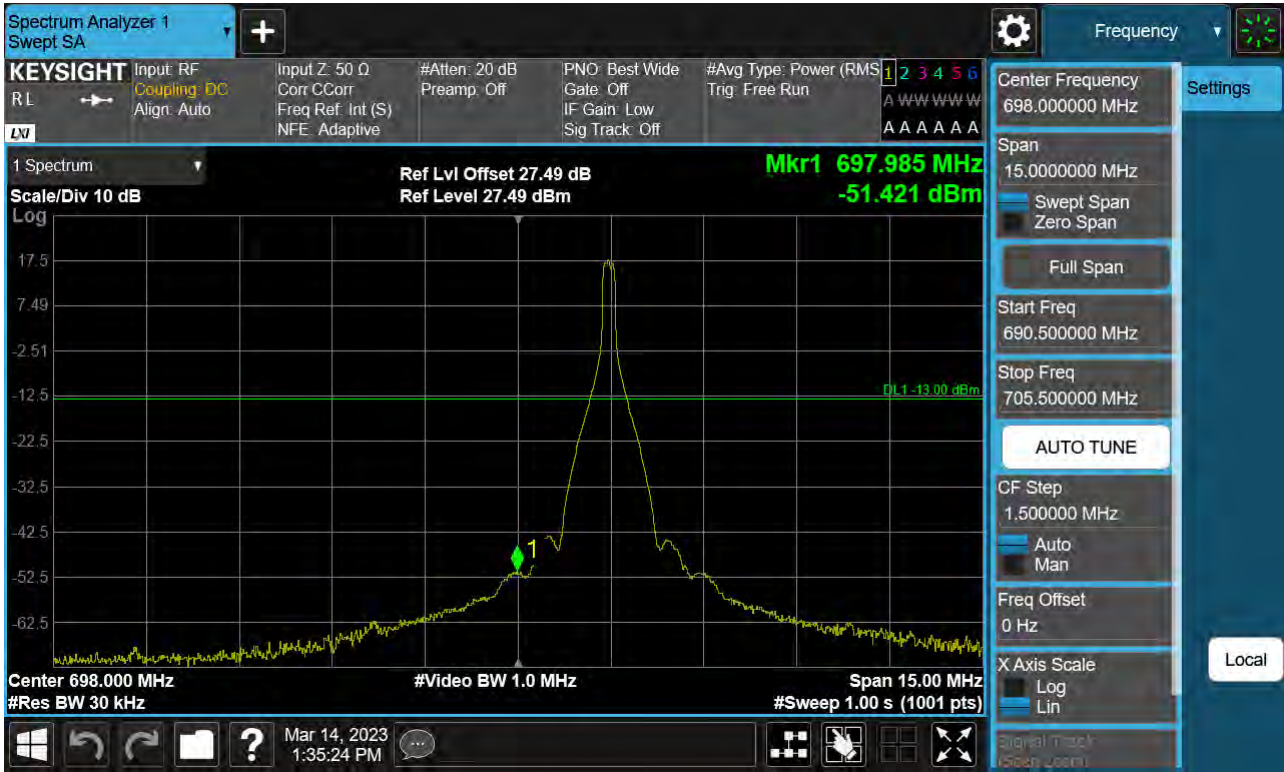 Spectrum Analyzer 1
Swept SA
+
Frequency
KEYSIGHT
RL
LXI
Input: RF
Coupling: DC
Align: Auto
Input Z: 50 Ω
Corr CCorr
Freq Ref: Int (S)
NFE: Adaptive
#Atten: 20 dB
Preamp: Off
PNO: Best Wide
Gate: Off
IF Gain: Low
Sig Track: Off
#Avg Type: Power (RMS
Trig: Free Run
1 2 3 4 5 6
A W W W W W
A A A A A A
1 Spectrum
Scale/Div 10 dB
Log
Ref Lvl Offset 27.49 dB
Ref Level 27.49 dBm
Mkr1 697.985 MHz
-51.421 dBm
17.5
7.49
-2.51
-12.5
-22.5
-32.5
-42.5
-52.5
-62.5
DL1 -13.00 dBm
1
Center 698.000 MHz
#Video BW 1.0 MHz
Span 15.00 MHz
#Res BW 30 kHz
#Sweep 1.00 s (1001 pts)
Center Frequency
698.000000 MHz
Span
15.0000000 MHz
Swept Span
Zero Span
Full Span
Start Freq
690.500000 MHz
Stop Freq
705.500000 MHz
AUTO TUNE
CF Step
1.500000 MHz
Auto
Man
Freq Offset
0 Hz
X Axis Scale
Log
Lin
Signal Track
(Span Zoom)
Settings
Local
?
Mar 14, 2023
1:35:24 PM